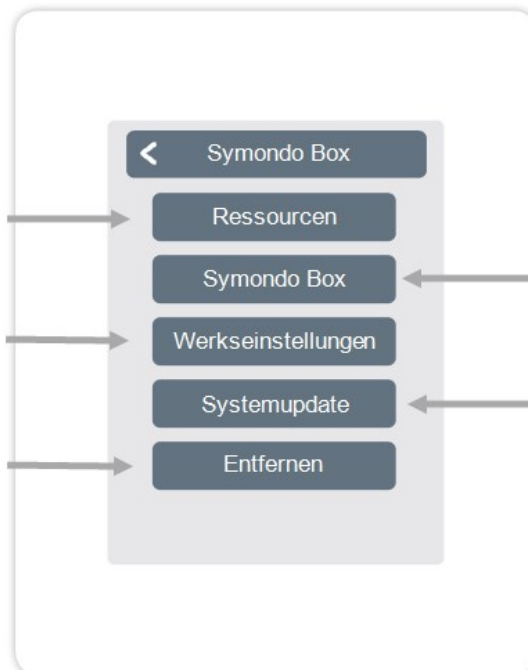 Symondo Box
Ressourcen
Symondo Box
Werkseinstellungen
Systemupdate
Entfernen